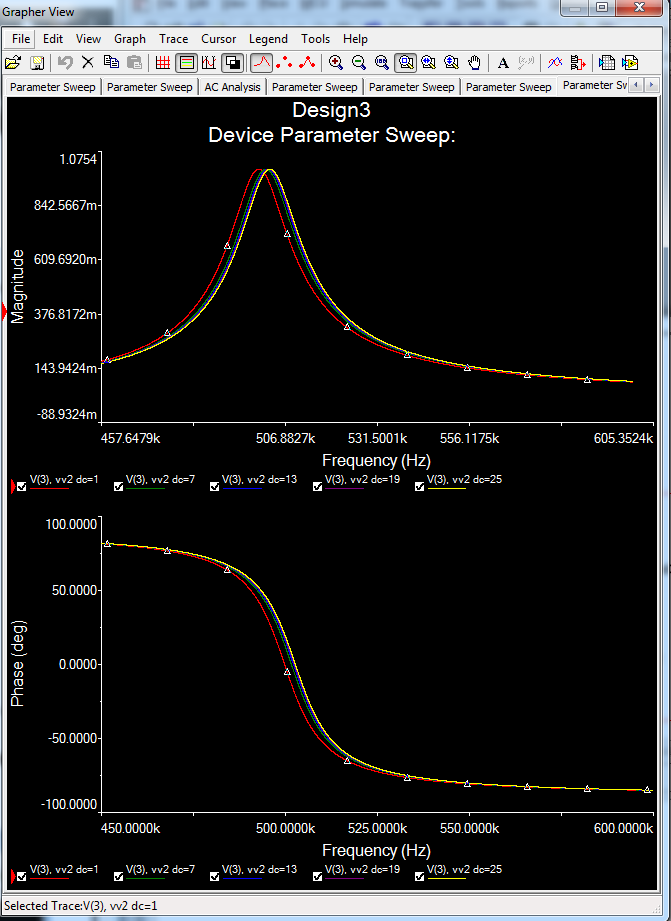 Grapher View
File Edit View Graph Trace Cursor Legend Tools Help
Parameter Sweep Parameter Sweep AC Analysis Parameter Sweep Parameter Sweep Parameter Sweep Parameter Sw
Design3
Device Parameter Sweep:
1.0754
842.5667m
609.6920m
376.8172m
143.9424m
-88.9324m
Magnitude
457.6479k 506.8827k 531.5001k 556.1175k 605.3524k
Frequency (Hz)
V(3), vv2 dc=1 V(3), vv2 dc=7 V(3), vv2 dc=13 V(3), vv2 dc=19 V(3), vv2 dc=25
100.0000
50.0000
0.0000
-50.0000
-100.0000
Phase (deg)
450.0000k 500.0000k 525.0000k 550.0000k 600.0000k
Frequency (Hz)
V(3), vv2 dc=1 V(3), vv2 dc=7 V(3), vv2 dc=13 V(3), vv2 dc=19 V(3), vv2 dc=25
Selected Trace:V(3), vv2 dc=1